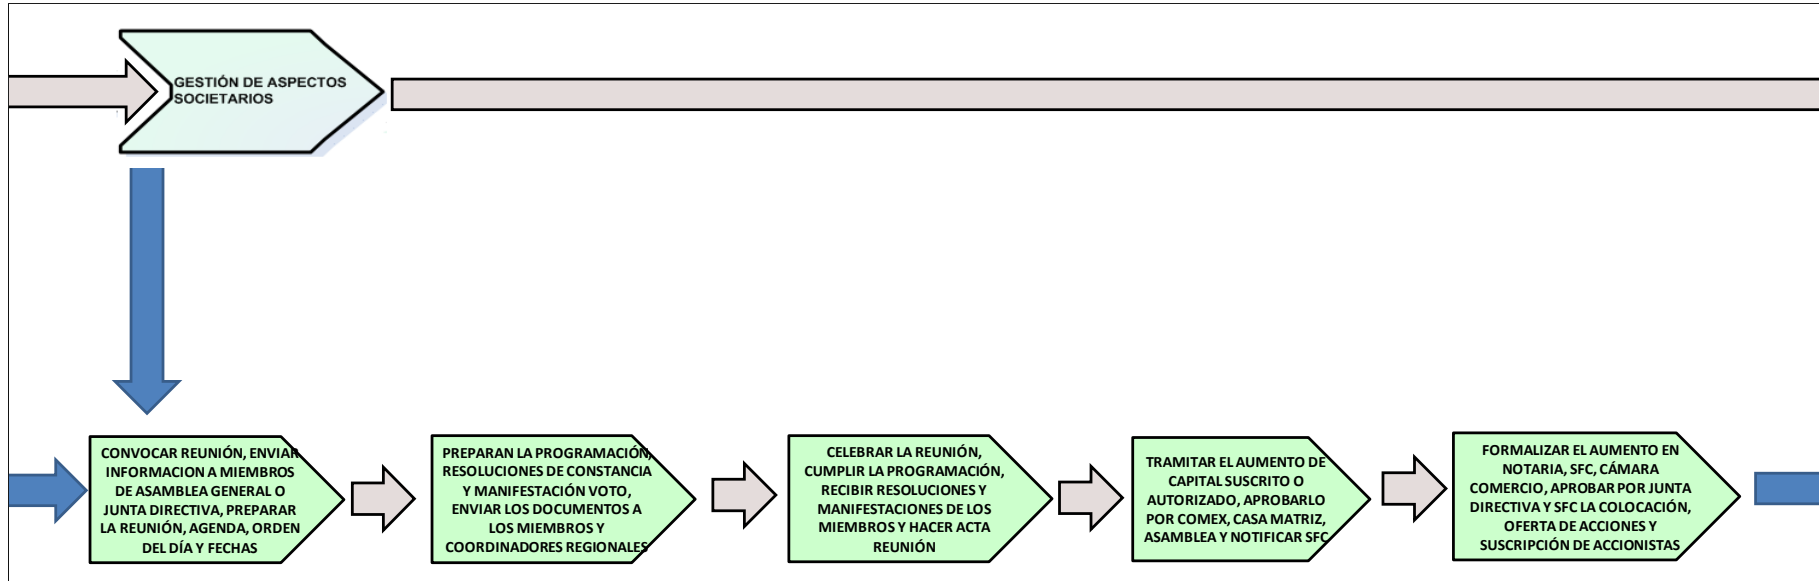 GESTIÓN DE ASPECTOS
SOCIETARIOS
CONVOCAR REUNIÓN, ENVIAR
INFORMACION A MIEMBROS
DE ASAMBLEA GENERAL O
JUNTA DIRECTIVA, PREPARAR
LA REUNIÓN, AGENDA, ORDEN
DEL DÍA Y FECHAS
PREPARAN LA PROGRAMACIÓN,
RESOLUCIONES DE CONSTANCIA
Y MANIFESTACIÓN VOTO,
ENVIAR LOS DOCUMENTOS A
LOS MIEMBROS Y
COORDINADORES REGIONALES
CELEBRAR LA REUNIÓN,
CUMPLIR LA PROGRAMACIÓN,
RECIBIR RESOLUCIONES Y
MANIFESTACIONES DE LOS
MIEMBROS Y HACER ACTA
REUNIÓN
TRAMITAR EL AUMENTO DE
CAPITAL SUSCRITO O
AUTORIZADO, APROBARLO
POR COMEX, CASA MATRIZ,
ASAMBLEA Y NOTIFICAR SFC
FORMALIZAR EL AUMENTO EN
NOTARIA, SFC, CÁMARA
COMERCIO, APROBAR POR JUNTA
DIRECTIVA Y SFC LA COLOCACIÓN,
OFERTA DE ACCIONES Y
SUSCRIPCIÓN DE ACCIONISTAS